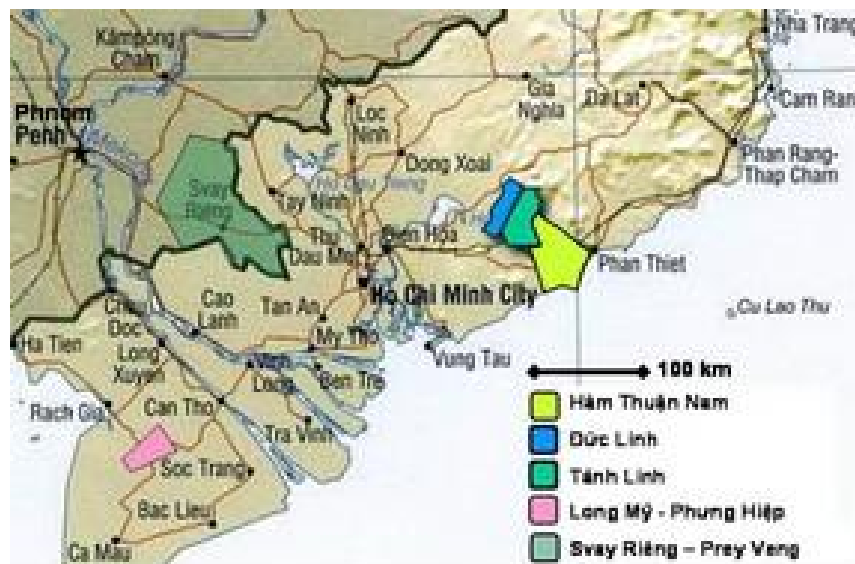 Nha Trang
Kâmpóng
Cham
Gia
Nghla
Da Lat
Cam Ran
Phnom
Penh
Loc
Ninh
Phan Rang-
Thap Cham
Dong Xoai
Svay
Rieng
Tay Ninh
Thu
Dau Mot
Bien Hoa
Phan Thiet
Ho Chi Minh City
Cu Lao Thu
Chau
Doc
Cao
Lanh
Tan An
Ha Tien
Long
Xuyen
My Tho
Vung Tau
Vinh
Long
Ben Tre
100 km
Rach Gia
Can Tho
Tra Vinh
Soc Trang
Bac Lieu
Ca Mau
Hàm Thuận Nam
Đức Linh
Tánh Linh
Long Mỹ - Phụng Hiệp
Svay Riêng – Prey Veng